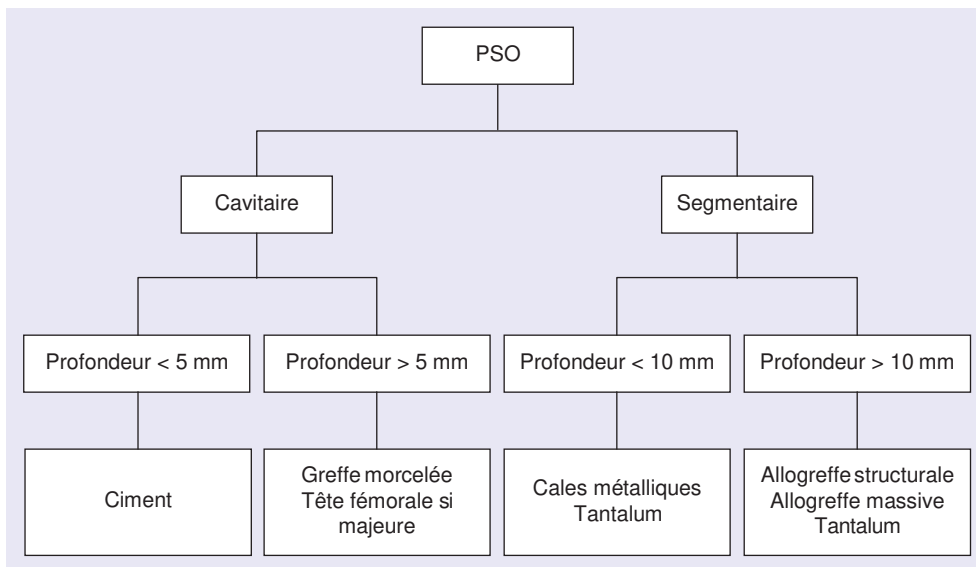 PSO
Cavitaire
Segmentaire
Profondeur < 5 mm
Profondeur > 5 mm
Profondeur < 10 mm
Profondeur > 10 mm
Ciment
Greffe morcelée
Tête fémorale si
majeure
Cales métalliques
Tantalum
Allogreffe structurale
Allogreffe massive
Tantalum